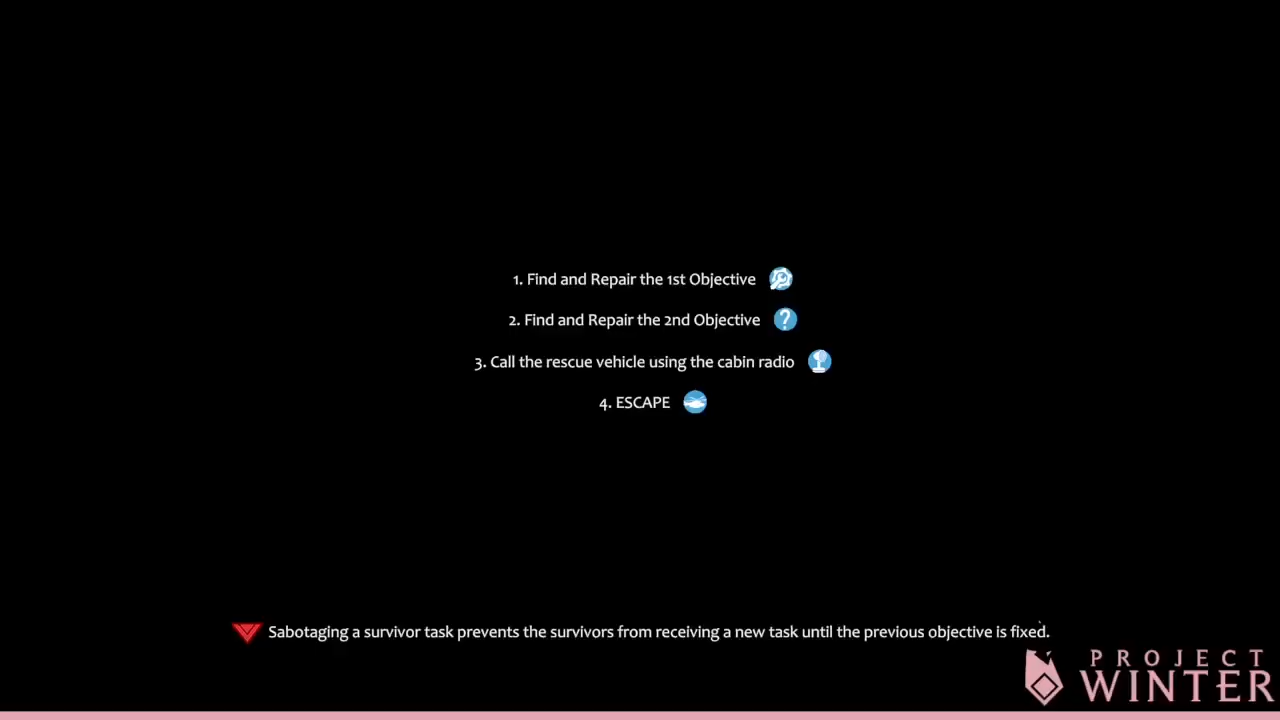 1. Find and Repair the 1st Objective
2. Find and Repair the 2nd Objective
?
3. Call the rescue vehicle using the cabin radio
4. ESCAPE
Sabotaging a survivor task prevents the survivors from receiving a new task until the previous objective is fixed.
PROJECT
WINTER